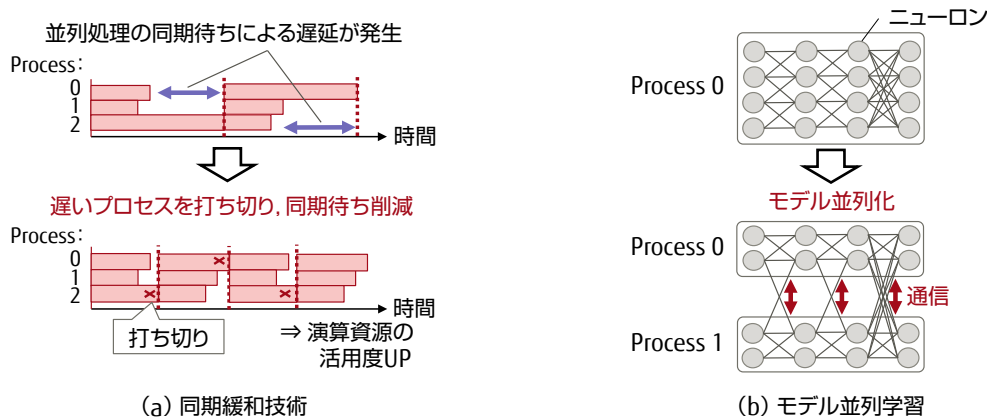 並列処理の同期待ちによる遅延が発生
Process:
0
1
2
時間
遅いプロセスを打ち切り, 同期待ち削減
Process:
0
1
2
時間
打ち切り
⇒ 演算資源の
活用度UP
(a) 同期緩和技術
ニューロン
Process 0
モデル並列化
Process 0
通信
Process 1
(b) モデル並列学習